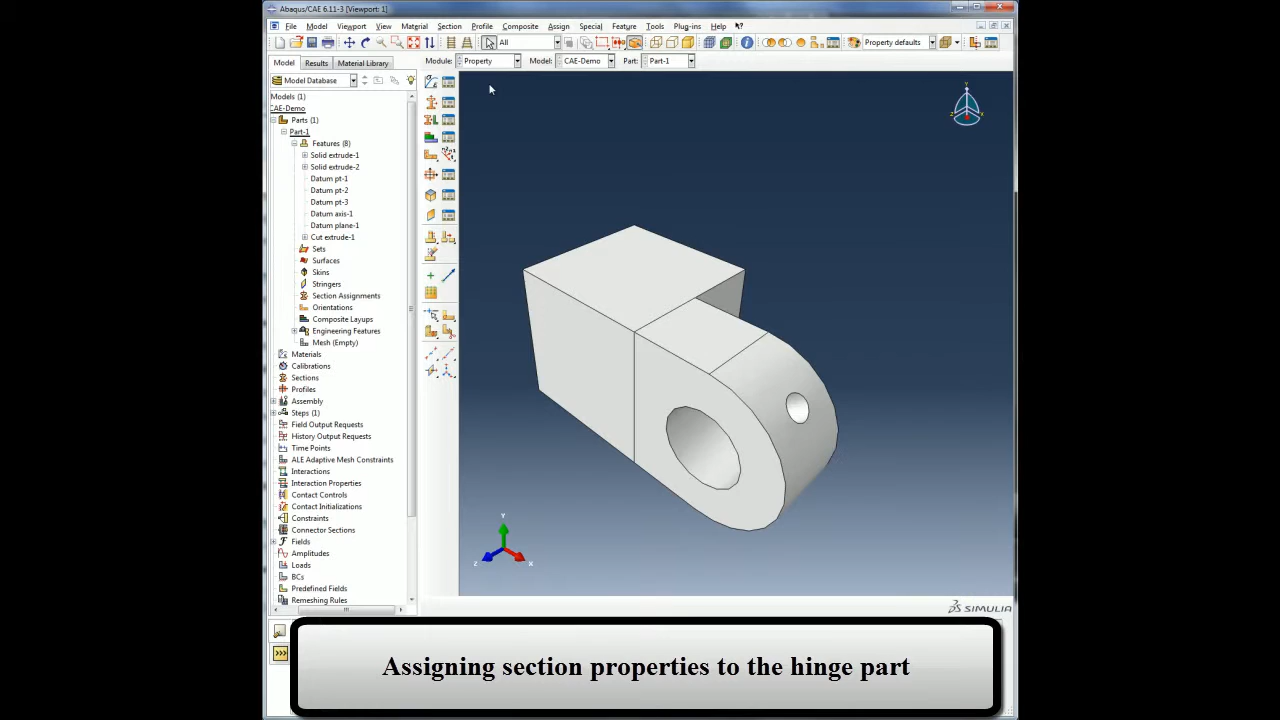 Abaqus/CAE 6.11-3 [Viewport: 1]
File Model Viewport View Material Section Profile Composite Assign Special Feature Tools Plug-ins Help
All Property defaults
Model Results Material Library Module: Property Model: CAE-Demo Part: Part-1
Model Database
Models (1)
CAE-Demo
Parts (1)
Part-1
Features (8)
Solid extrude-1
Solid extrude-2
Datum pt-1
Datum pt-2
Datum pt-3
Datum axis-1
Datum plane-1
Cut extrude-1
Sets
Surfaces
Skins
Stringers
Section Assignments
Orientations
Composite Layups
Engineering Features
Mesh (Empty)
Materials
Calibrations
Sections
Profiles
Assembly
Steps (1)
Field Output Requests
History Output Requests
Time Points
ALE Adaptive Mesh Constraints
Interactions
Interaction Properties
Contact Controls
Contact Initializations
Constraints
Connector Sections
Fields
Amplitudes
Loads
BCs
Predefined Fields
Remeshing Rules
Y
Z X
Y
Z X
SIMULIA
>>>
Assigning section properties to the hinge part